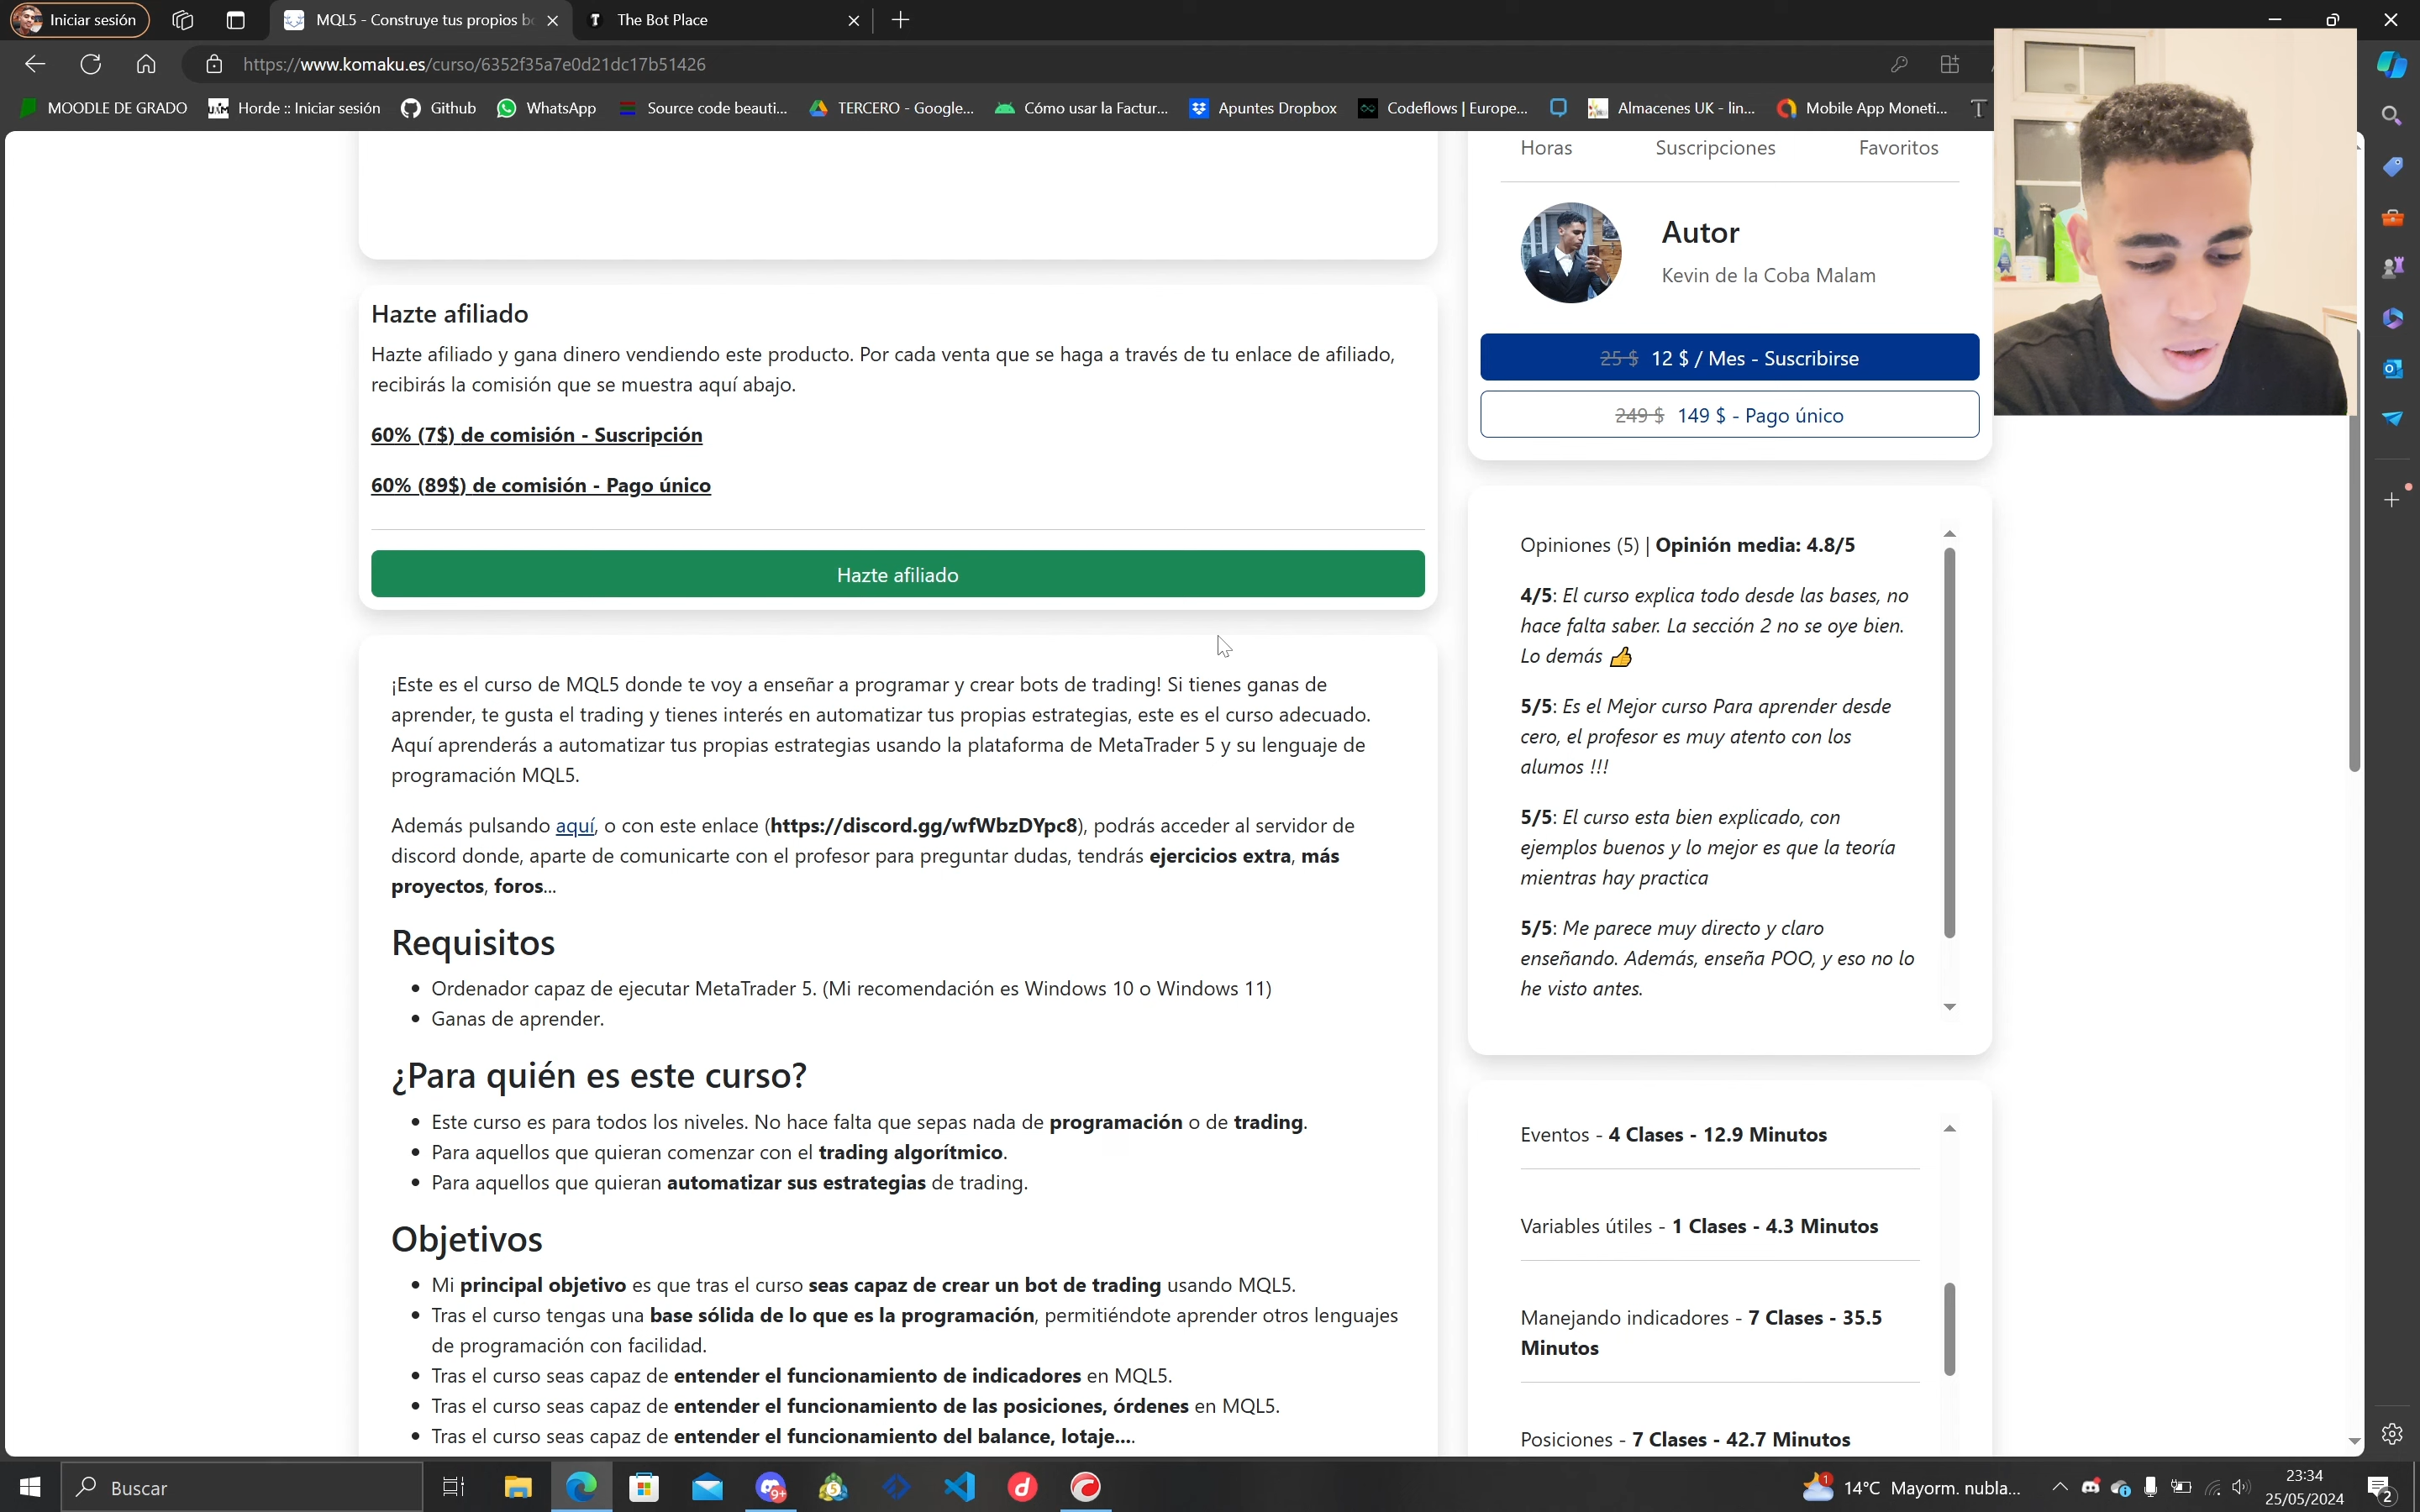 Iniciar sesión
MQL5 - Construye tus propios bo
The Bot Place
https://www.komaku.es/curso/6352f35a7e0d21dc17b51426
MOODLE DE GRADO
UAM
Horde :: Iniciar sesión
Github
WhatsApp
Source code beauti...
TERCERO - Google...
Cómo usar la Factur...
Apuntes Dropbox
Codeflows | Europe...
Almacenes UK - lin...
Mobile App Moneti...
Horas
Suscripciones
Favoritos
Autor
Kevin de la Coba Malam
25 $ 12 $ / Mes - Suscribirse
249 $ 149 $ - Pago único
Hazte afiliado
Hazte afiliado y gana dinero vendiendo este producto. Por cada venta que se haga a través de tu enlace de afiliado,
recibirás la comisión que se muestra aquí abajo.
60% (7$) de comisión - Suscripción
60% (89$) de comisión - Pago único
Hazte afiliado
¡Este es el curso de MQL5 donde te voy a enseñar a programar y crear bots de trading! Si tienes ganas de
aprender, te gusta el trading y tienes interés en automatizar tus propias estrategias, este es el curso adecuado.
Aquí aprenderás a automatizar tus propias estrategias usando la plataforma de MetaTrader 5 y su lenguaje de
programación MQL5.
Además pulsando aquí, o con este enlace (https://discord.gg/wfWbzDYpc8), podrás acceder al servidor de
discord donde, aparte de comunicarte con el profesor para preguntar dudas, tendrás ejercicios extra, más
proyectos, foros...
Requisitos
Ordenador capaz de ejecutar MetaTrader 5. (Mi recomendación es Windows 10 o Windows 11)
Ganas de aprender.
¿Para quién es este curso?
Este curso es para todos los niveles. No hace falta que sepas nada de programación o de trading.
Para aquellos que quieran comenzar con el trading algorítmico.
Para aquellos que quieran automatizar sus estrategias de trading.
Objetivos
Mi principal objetivo es que tras el curso seas capaz de crear un bot de trading usando MQL5.
Tras el curso tengas una base sólida de lo que es la programación, permitiéndote aprender otros lenguajes
de programación con facilidad.
Tras el curso seas capaz de entender el funcionamiento de indicadores en MQL5.
Tras el curso seas capaz de entender el funcionamiento de las posiciones, órdenes en MQL5.
Tras el curso seas capaz de entender el funcionamiento del balance, lotaje....
Opiniones (5) | Opinión media: 4.8/5
4/5: El curso explica todo desde las bases, no
hace falta saber. La sección 2 no se oye bien.
Lo demás 👍
5/5: Es el Mejor curso Para aprender desde
cero, el profesor es muy atento con los
alumos !!!
5/5: El curso esta bien explicado, con
ejemplos buenos y lo mejor es que la teoría
mientras hay practica
5/5: Me parece muy directo y claro
enseñando. Además, enseña POO, y eso no lo
he visto antes.
Eventos - 4 Clases - 12.9 Minutos
Variables útiles - 1 Clases - 4.3 Minutos
Manejando indicadores - 7 Clases - 35.5
Minutos
Posiciones - 7 Clases - 42.7 Minutos
Buscar
9+
1
14°C Mayorm. nubla...
23:34
25/05/2024
2